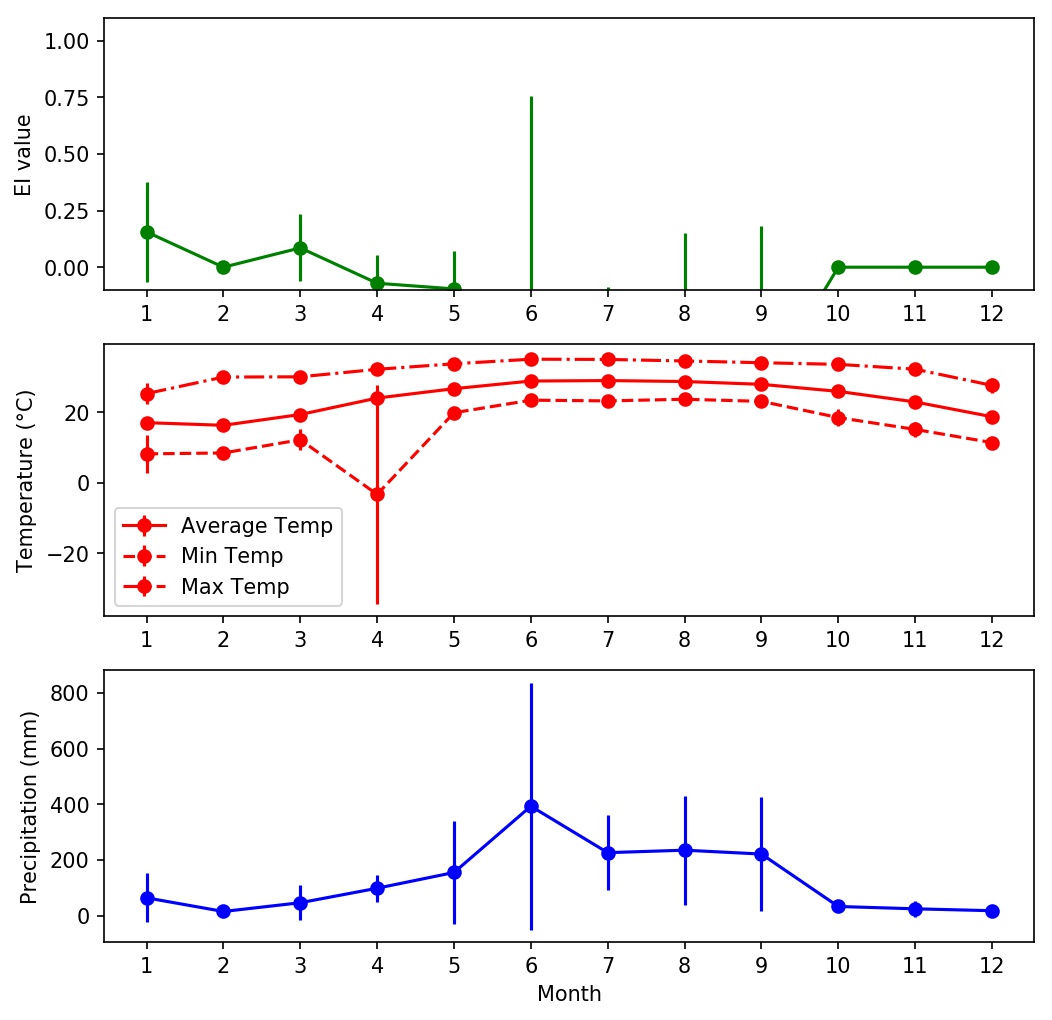 EI value
1.00
0.75
0.50
0.25
0.00
1 2 3 4 5 6 7 8 9 10 11 12
Temperature (°C)
20
0
−20
Average Temp
Min Temp
Max Temp
1 2 3 4 5 6 7 8 9 10 11 12
Precipitation (mm)
800
600
400
200
0
1 2 3 4 5 6 7 8 9 10 11 12
Month